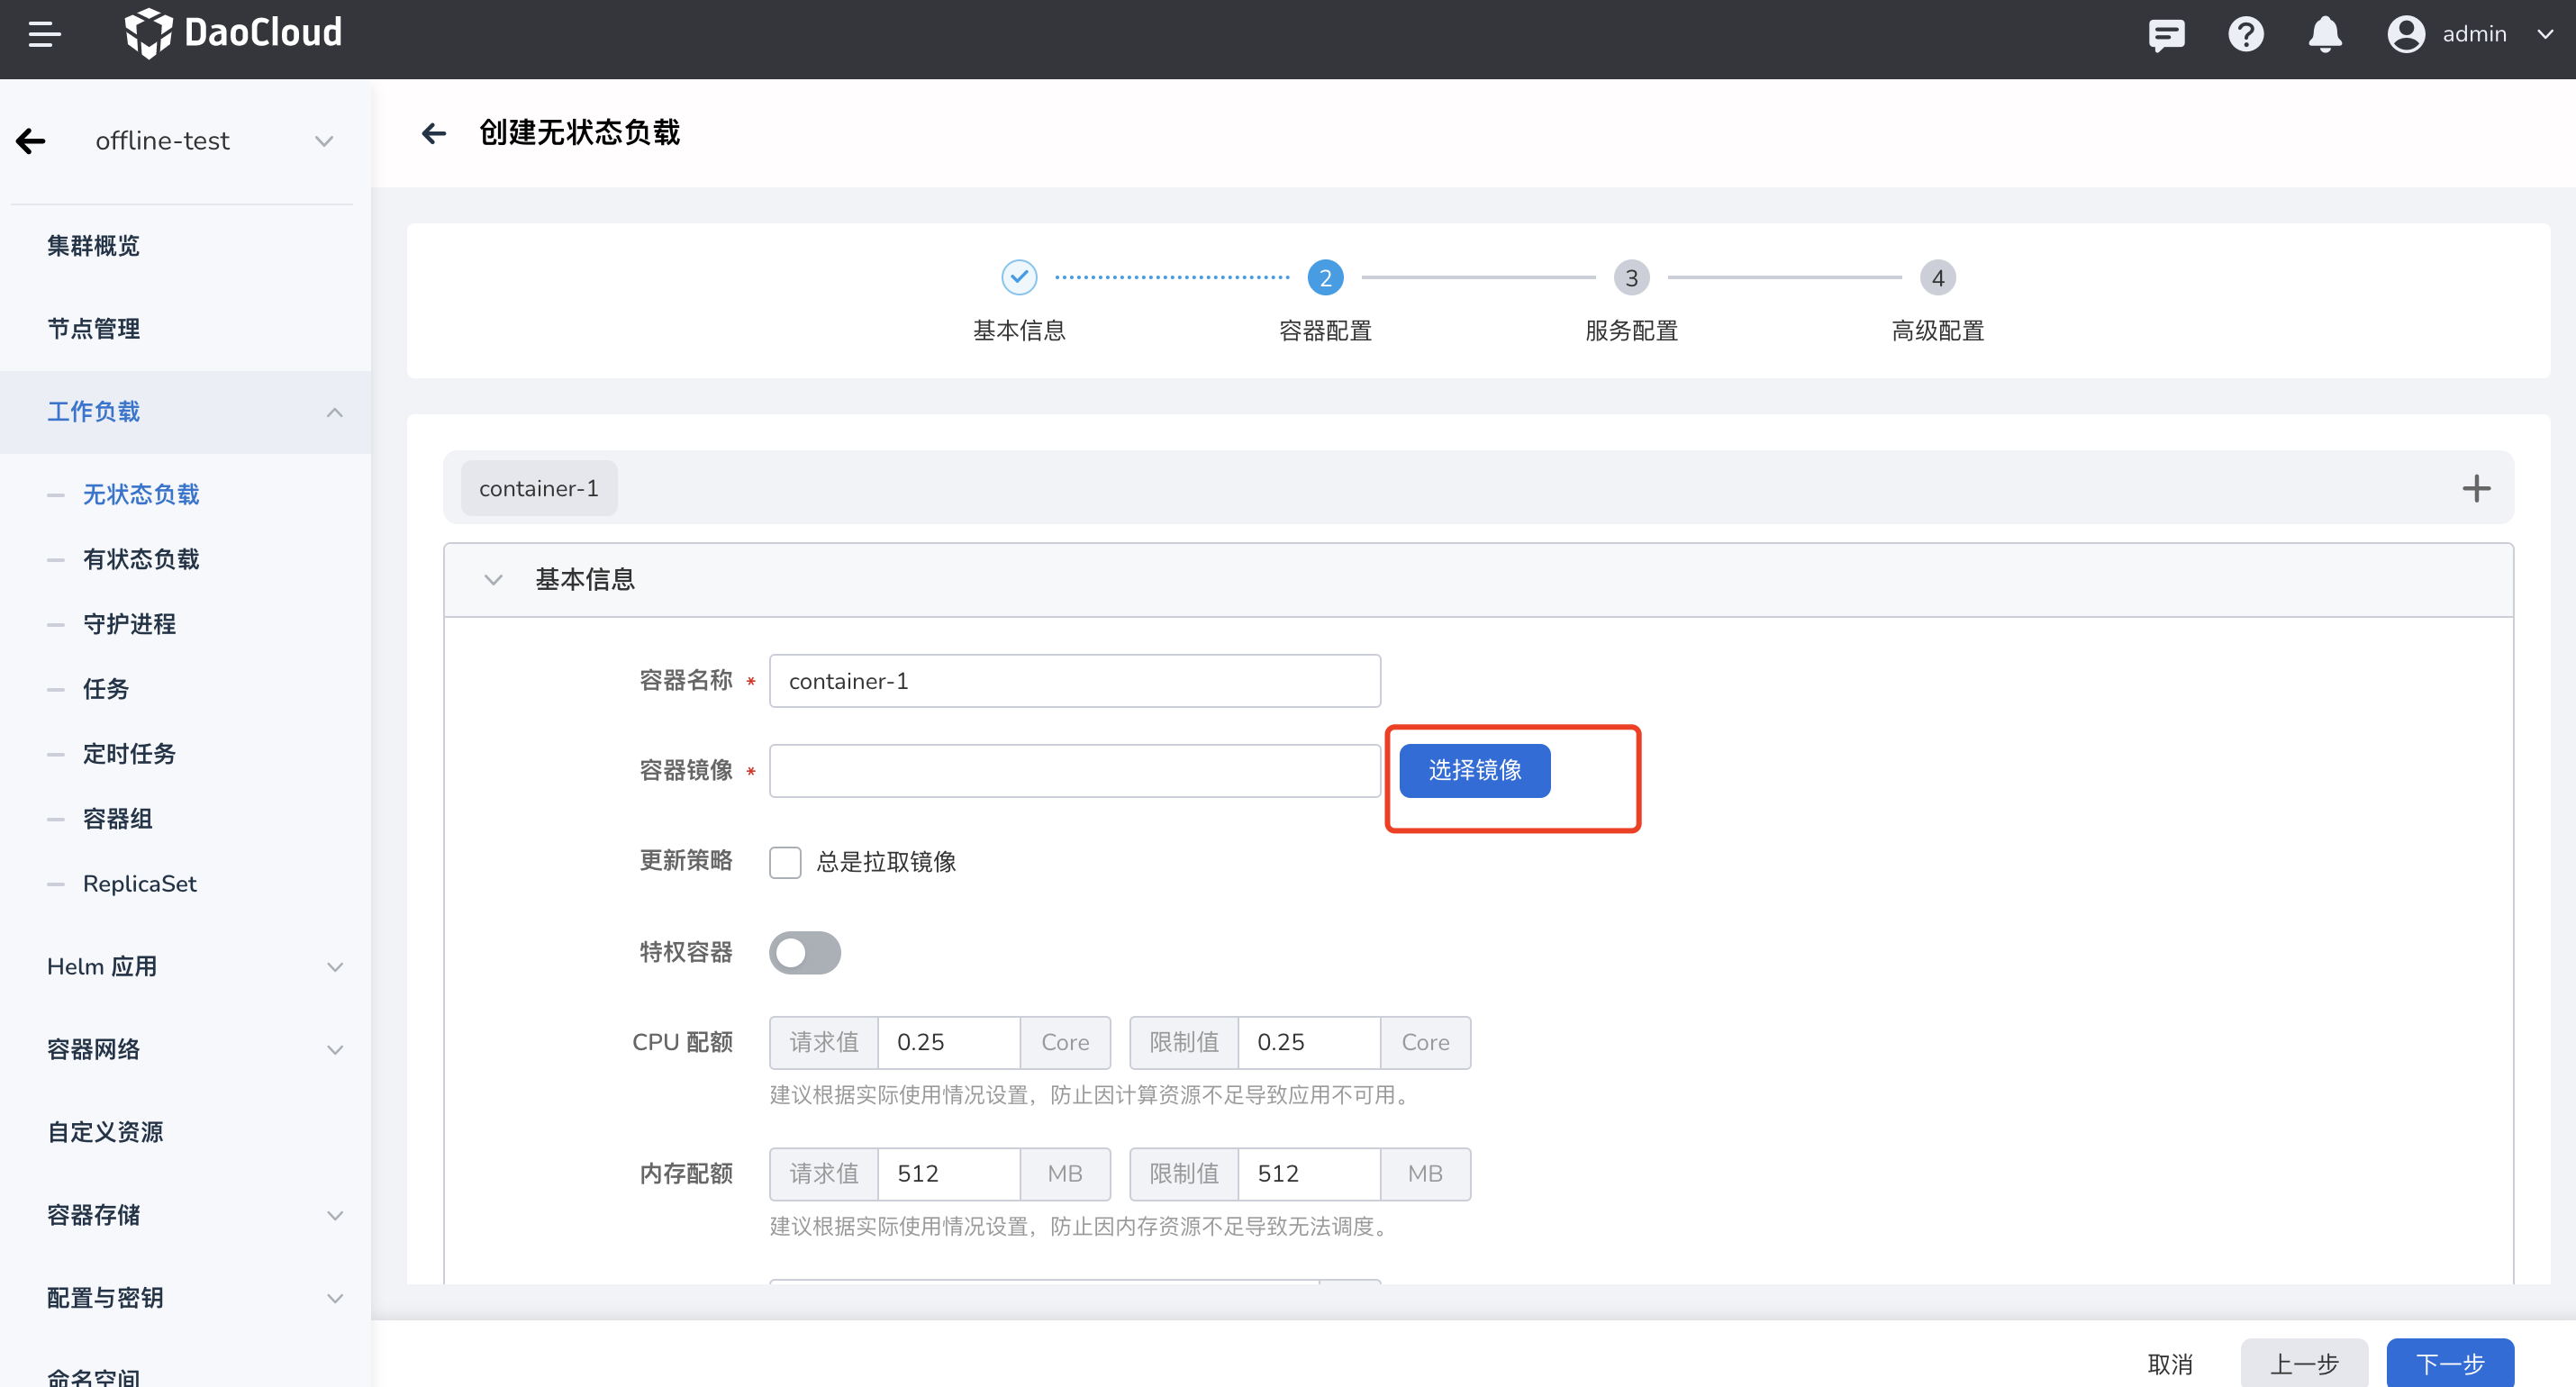 DaoCloud
admin
offline-test
集群概览
节点管理
工作负载
无状态负载
有状态负载
守护进程
任务
定时任务
容器组
ReplicaSet
Helm 应用
容器网络
自定义资源
容器存储
配置与密钥
命名空间
创建无状态负载
2 3 4
基本信息 容器配置 服务配置 高级配置
container-1
基本信息
容器名称 * container-1
容器镜像 * 选择镜像
更新策略 总是拉取镜像
特权容器
CPU 配额 请求值 0.25 Core 限制值 0.25 Core
建议根据实际使用情况设置，防止因计算资源不足导致应用不可用。
内存配额 请求值 512 MB 限制值 512 MB
建议根据实际使用情况设置，防止因内存资源不足导致无法调度。
取消 上一步 下一步